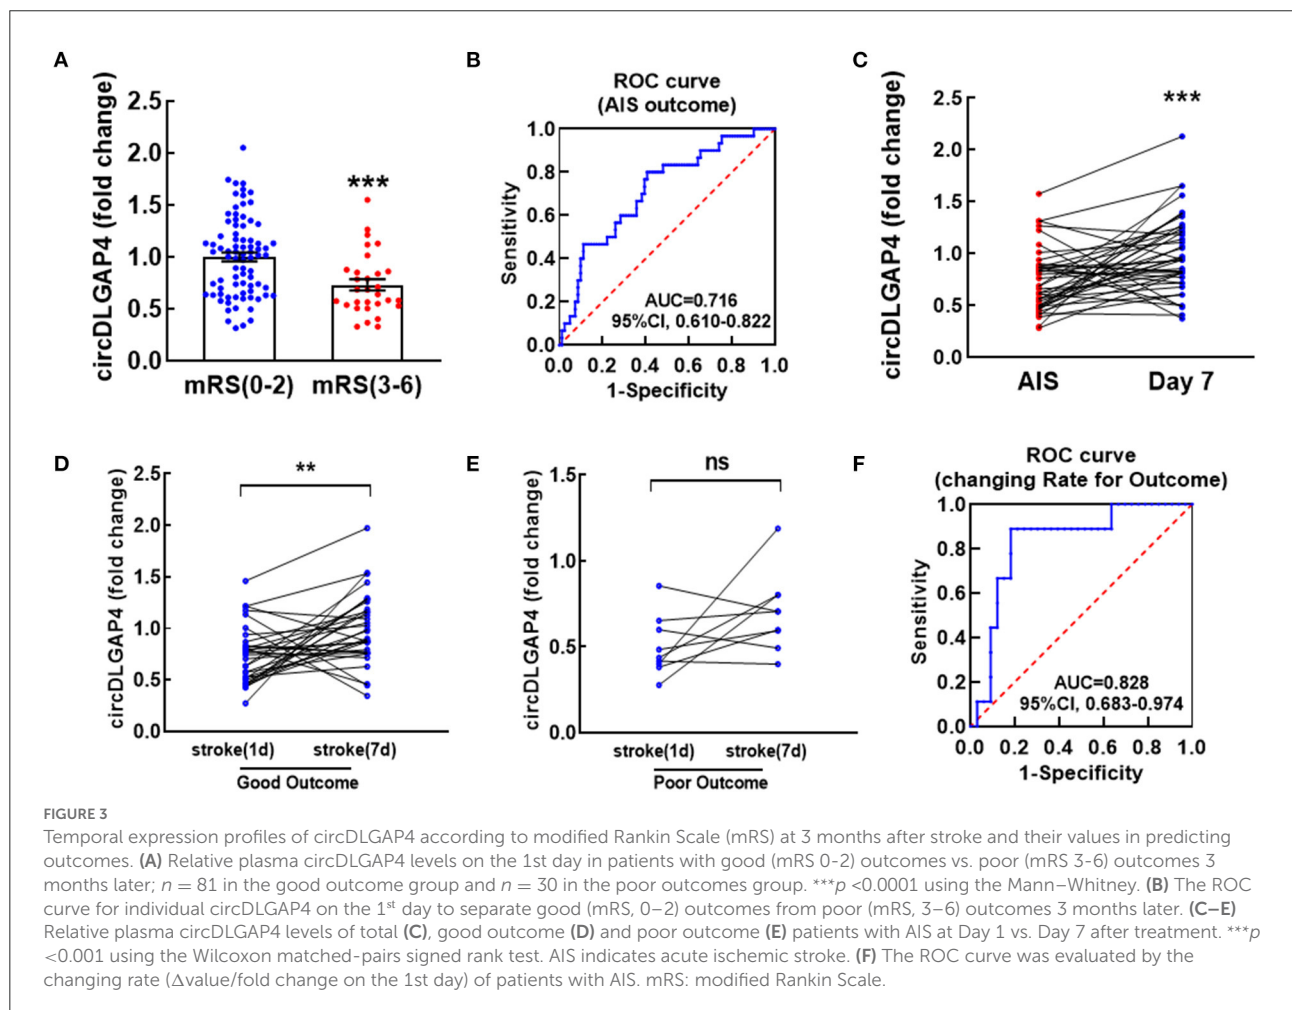 A
circDLGAP4 (fold change)
2.5
2.0
1.5
1.0
0.5
0.0
***
mRS(0-2) mRS(3-6)
B
ROC curve
(AIS outcome)
Sensitivity
1.0
0.8
0.6
0.4
0.2
0.0
AUC=0.716
95%CI, 0.610-0.822
0.0 0.2 0.4 0.6 0.8 1.0
1-Specificity
C
circDLGAP4 (fold change)
2.5
2.0
1.5
1.0
0.5
0.0
***
AIS Day 7
D
circDLGAP4 (fold change)
2.5
2.0
1.5
1.0
0.5
0.0
**
stroke(1d) stroke(7d)
Good Outcome
E
circDLGAP4 (fold change)
1.5
1.0
0.5
0.0
ns
stroke(1d) stroke(7d)
Poor Outcome
F
ROC curve
(changing Rate for Outcome)
Sensitivity
1.0
0.8
0.6
0.4
0.2
0.0
AUC=0.828
95%CI, 0.683-0.974
0.0 0.2 0.4 0.6 0.8 1.0
1-Specificity
FIGURE 3
Temporal expression profiles of circDLGAP4 according to modified Rankin Scale (mRS) at 3 months after stroke and their values in predicting
outcomes. (A) Relative plasma circDLGAP4 levels on the 1st day in patients with good (mRS 0-2) outcomes vs. poor (mRS 3-6) outcomes 3
months later; n = 81 in the good outcome group and n = 30 in the poor outcomes group. ***p <0.0001 using the Mann–Whitney. (B) The ROC
curve for individual circDLGAP4 on the 1st day to separate good (mRS, 0–2) outcomes from poor (mRS, 3–6) outcomes 3 months later. (C–E)
Relative plasma circDLGAP4 levels of total (C), good outcome (D) and poor outcome (E) patients with AIS at Day 1 vs. Day 7 after treatment. ***p
<0.001 using the Wilcoxon matched-pairs signed rank test. AIS indicates acute ischemic stroke. (F) The ROC curve was evaluated by the
changing rate (Δvalue/fold change on the 1st day) of patients with AIS. mRS: modified Rankin Scale.